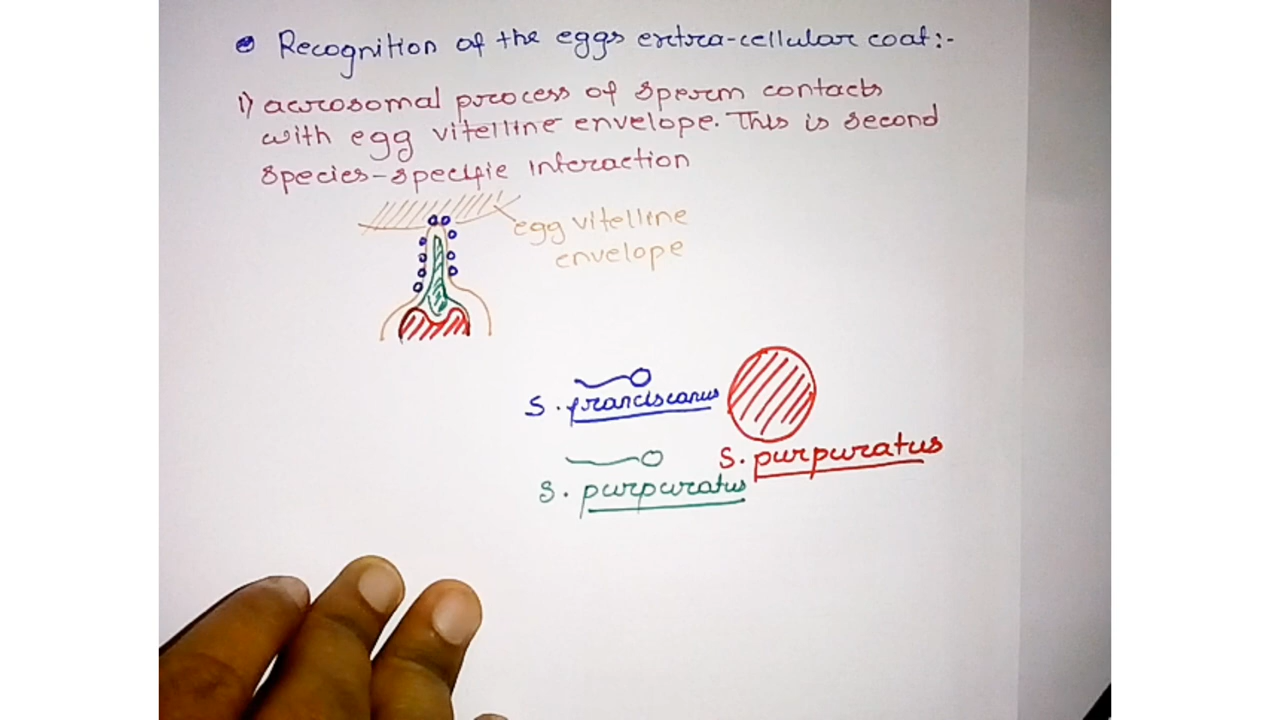 Recognition of the eggs extra-cellular coat:-
1) acrosomal process of sperm contacts
with egg vitelline envelope. This is second
species-specific interaction
egg vitelline
envelope
S. franciscanus
S. purpuratus
S. purpuratus